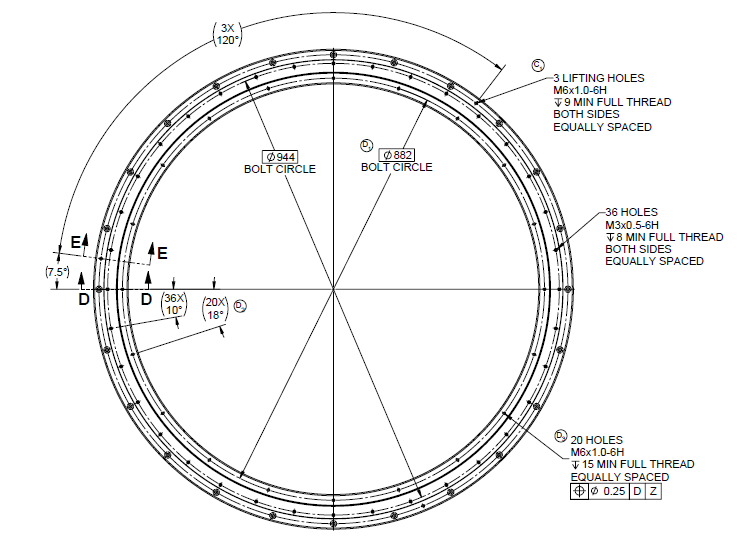 3X
120°
C
3 LIFTING HOLES
M6x1.0-6H
↧9 MIN FULL THREAD
BOTH SIDES
EQUALLY SPACED
⌀944
BOLT CIRCLE
D
⌀882
BOLT CIRCLE
36 HOLES
M3x0.5-6H
↧8 MIN FULL THREAD
BOTH SIDES
EQUALLY SPACED
E
E
(7.5°)
D
D
(36X
10°)
(20X
18°)
D
D
20 HOLES
M6x1.0-6H
↧15 MIN FULL THREAD
EQUALLY SPACED
⌖ ⌀ 0.25 D Z